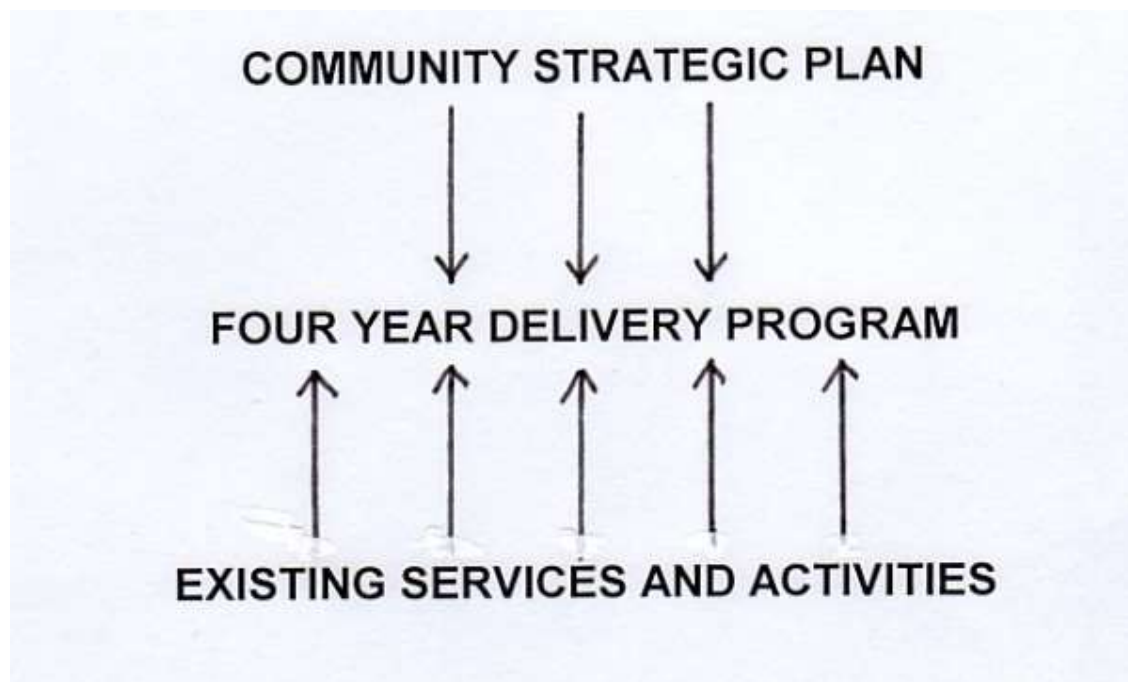 COMMUNITY STRATEGIC PLAN
FOUR YEAR DELIVERY PROGRAM
EXISTING SERVICES AND ACTIVITIES